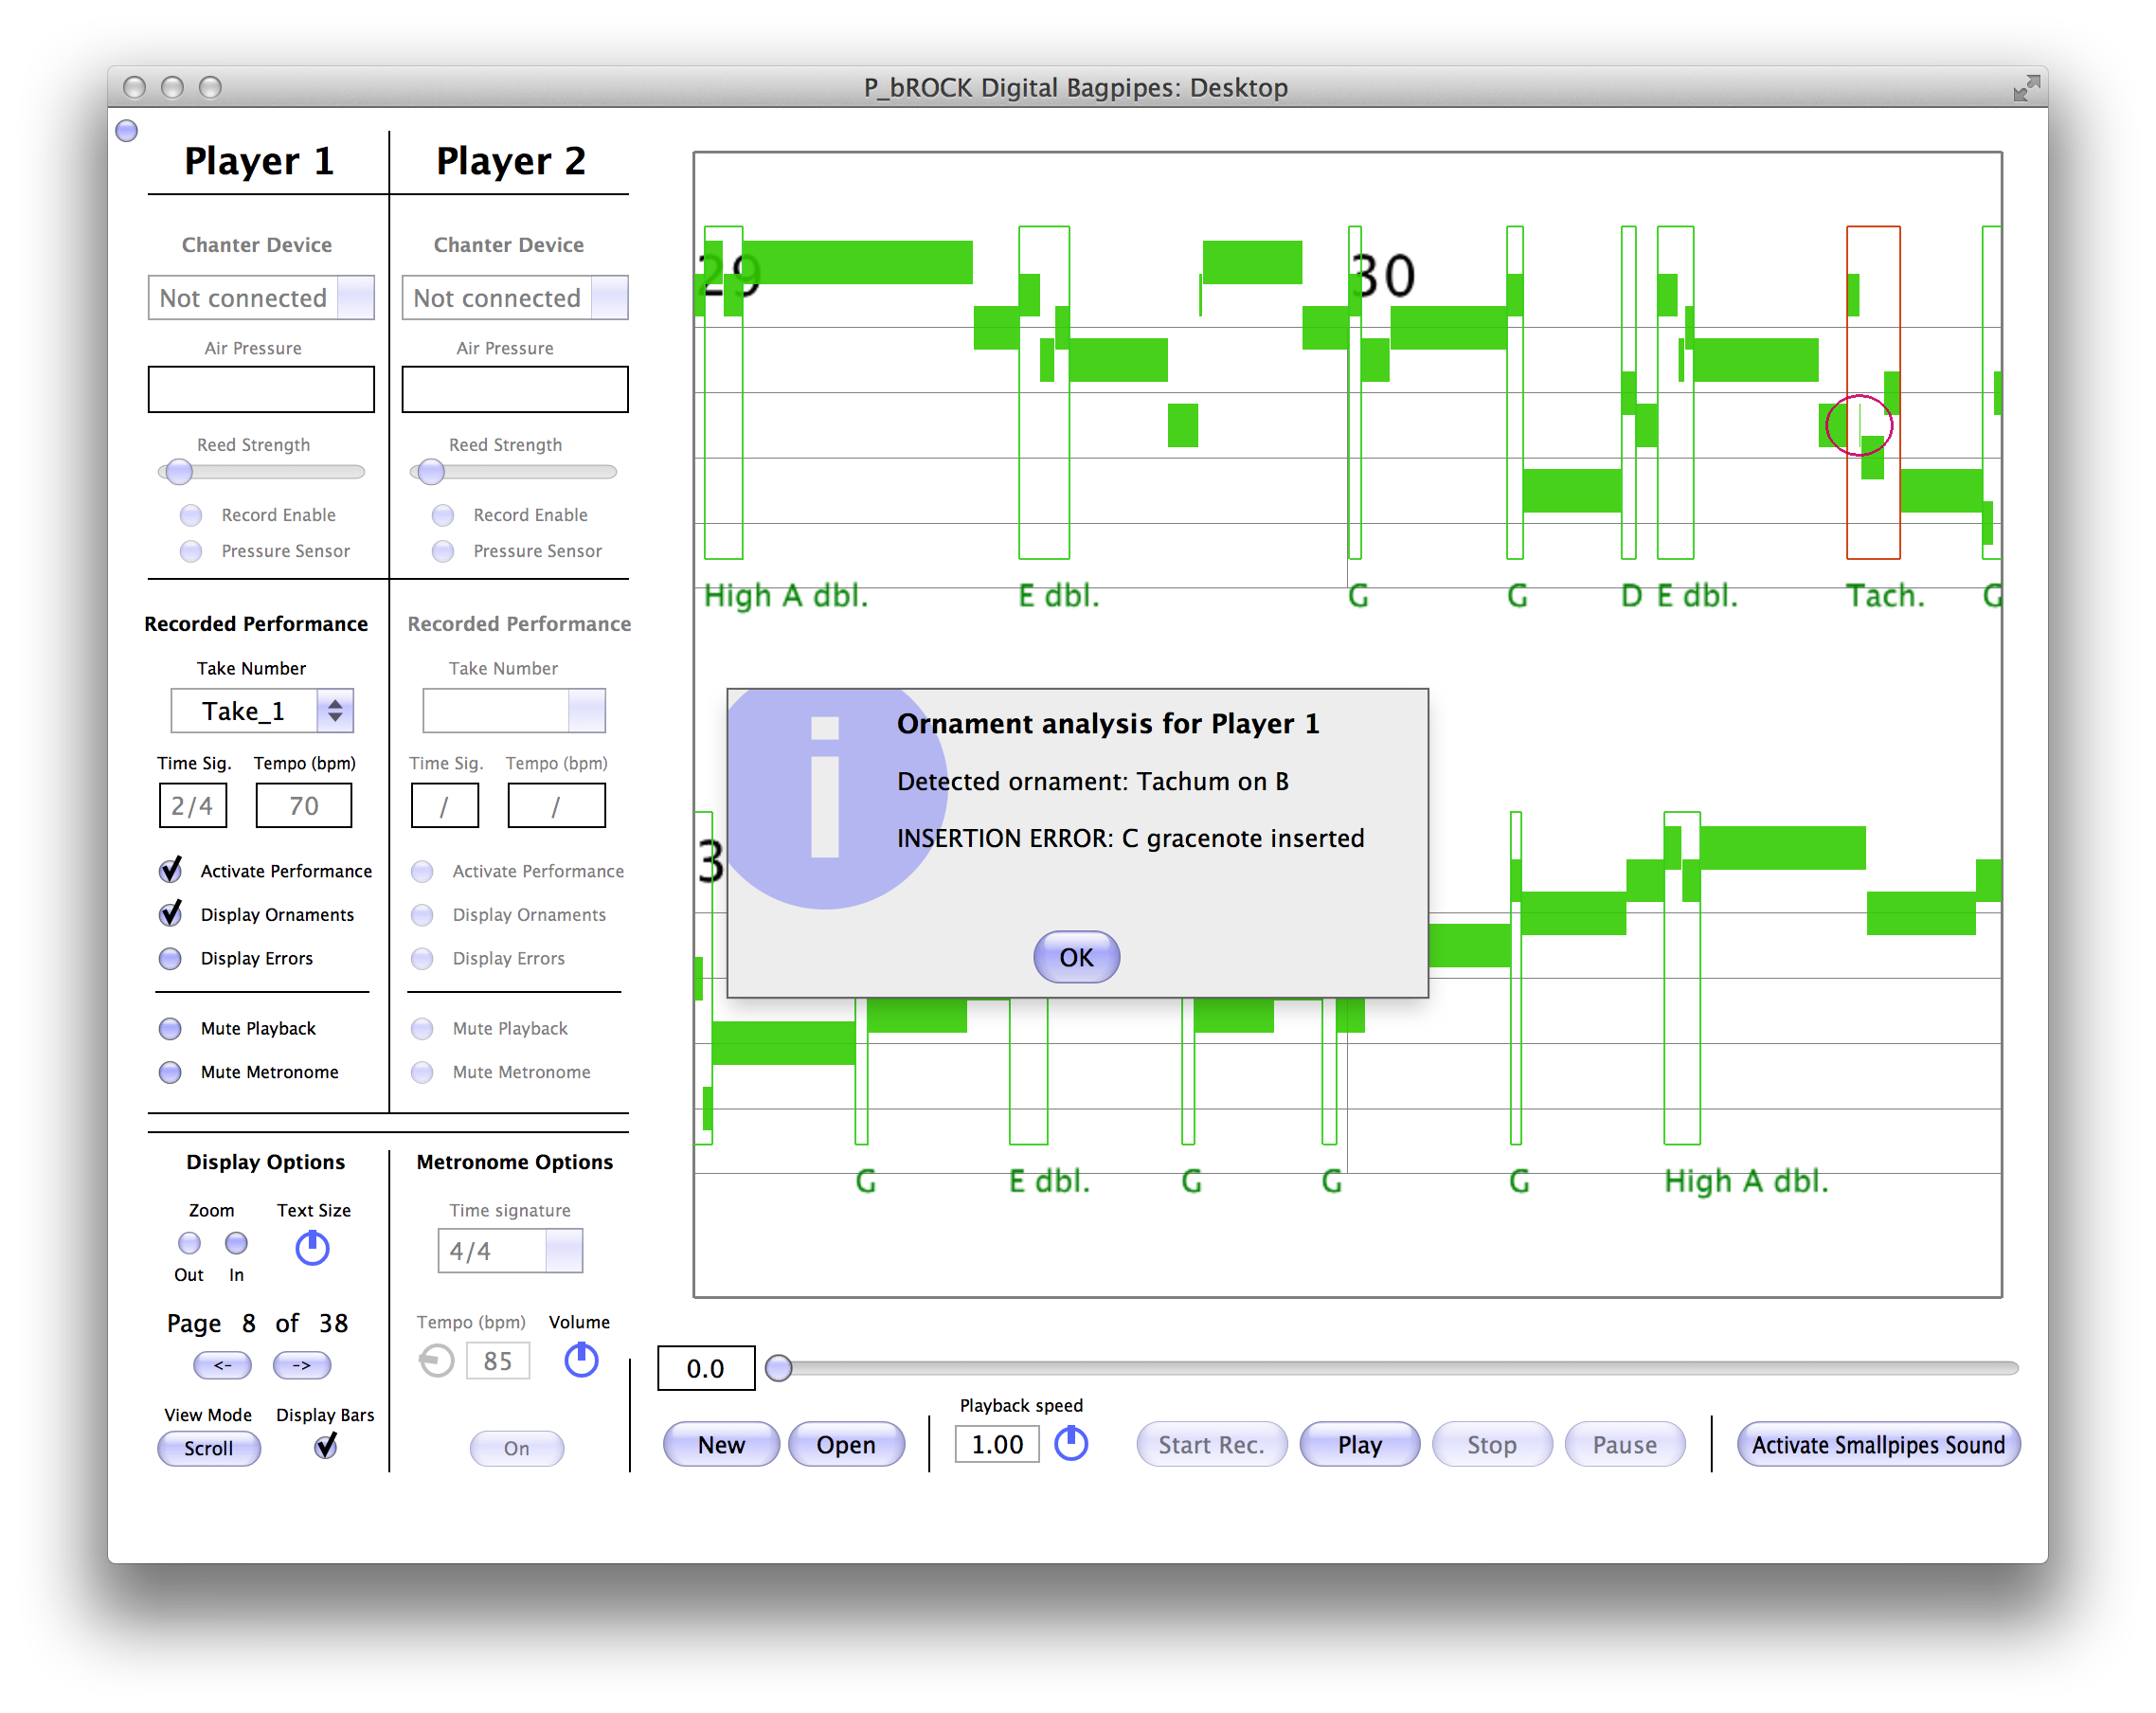 P_bROCK Digital Bagpipes: Desktop
Player 1
Player 2
Chanter Device
Chanter Device
Not connected
Not connected
Air Pressure
Air Pressure
Reed Strength
Reed Strength
Record Enable
Record Enable
Pressure Sensor
Pressure Sensor
Recorded Performance
Recorded Performance
Take Number
Take Number
Take_1
Time Sig. Tempo (bpm)
Time Sig. Tempo (bpm)
2/4 70
/ /
Activate Performance
Activate Performance
Display Ornaments
Display Ornaments
Display Errors
Display Errors
Mute Playback
Mute Playback
Mute Metronome
Mute Metronome
Display Options
Metronome Options
Zoom Text Size
Time signature
Out In
4/4
Page 8 of 38
Tempo (bpm) Volume
<- ->
85
View Mode Display Bars
Scroll
On
29 30
High A dbl. E dbl. G G D E dbl. Tach. G
Ornament analysis for Player 1
Detected ornament: Tachum on B
INSERTION ERROR: C gracenote inserted
OK
3
G E dbl. G G G High A dbl.
0.0
Playback speed
New Open 1.00 Start Rec. Play Stop Pause Activate Smallpipes Sound